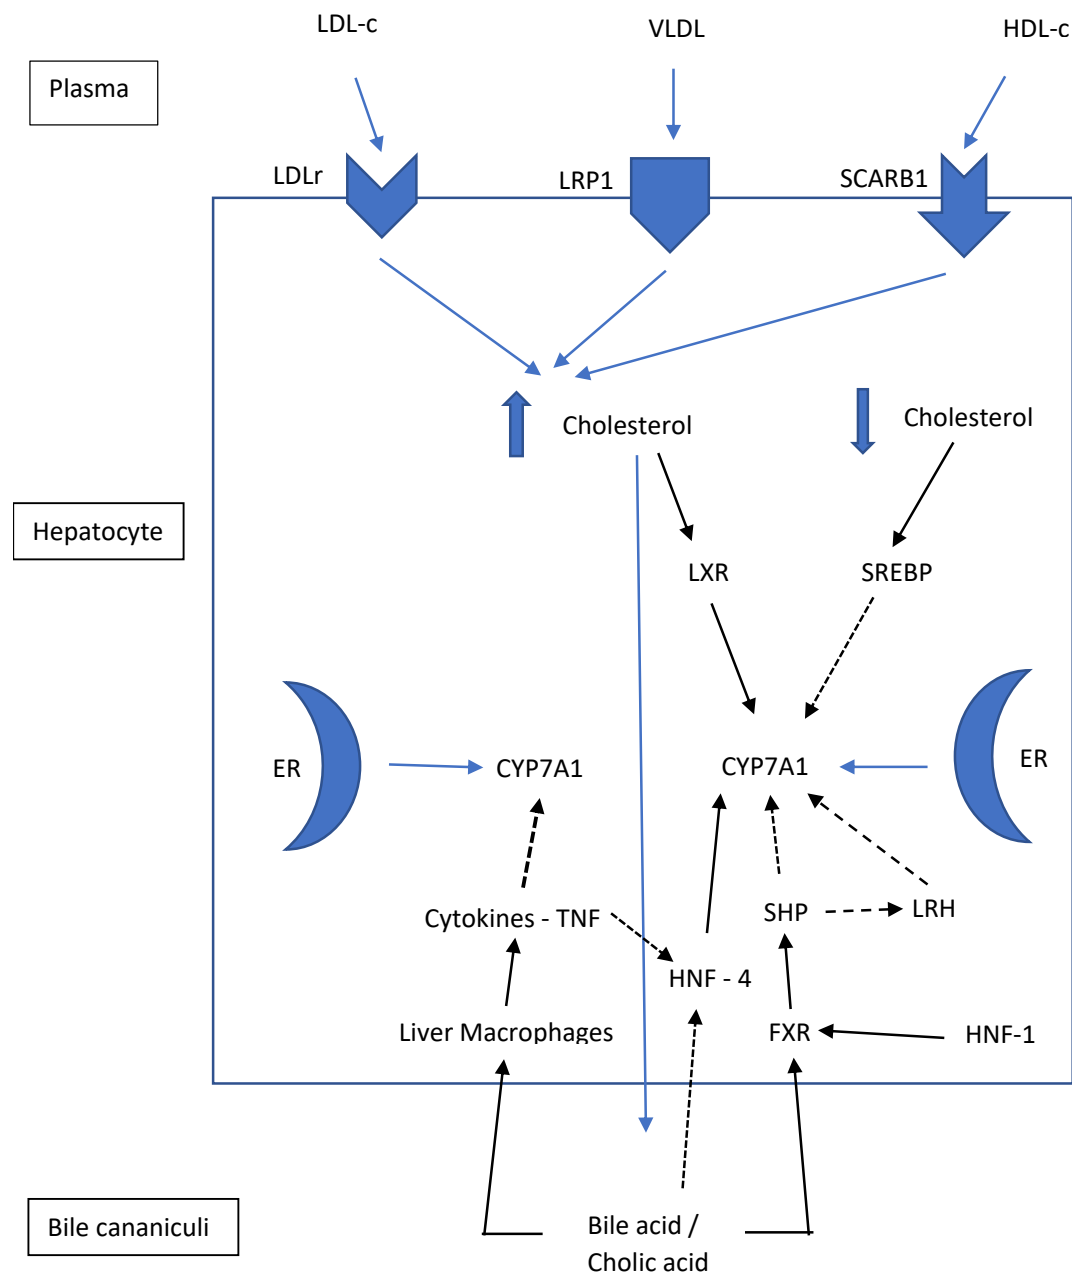 LDL-c
VLDL
HDL-c
Plasma
LDLr
LRP1
SCARB1
Cholesterol
Cholesterol
Hepatocyte
LXR
SREBP
ER
CYP7A1
CYP7A1
ER
Cytokines - TNF
SHP
LRH
HNF - 4
Liver Macrophages
FXR
HNF-1
Bile cananiculi
Bile acid /
Cholic acid